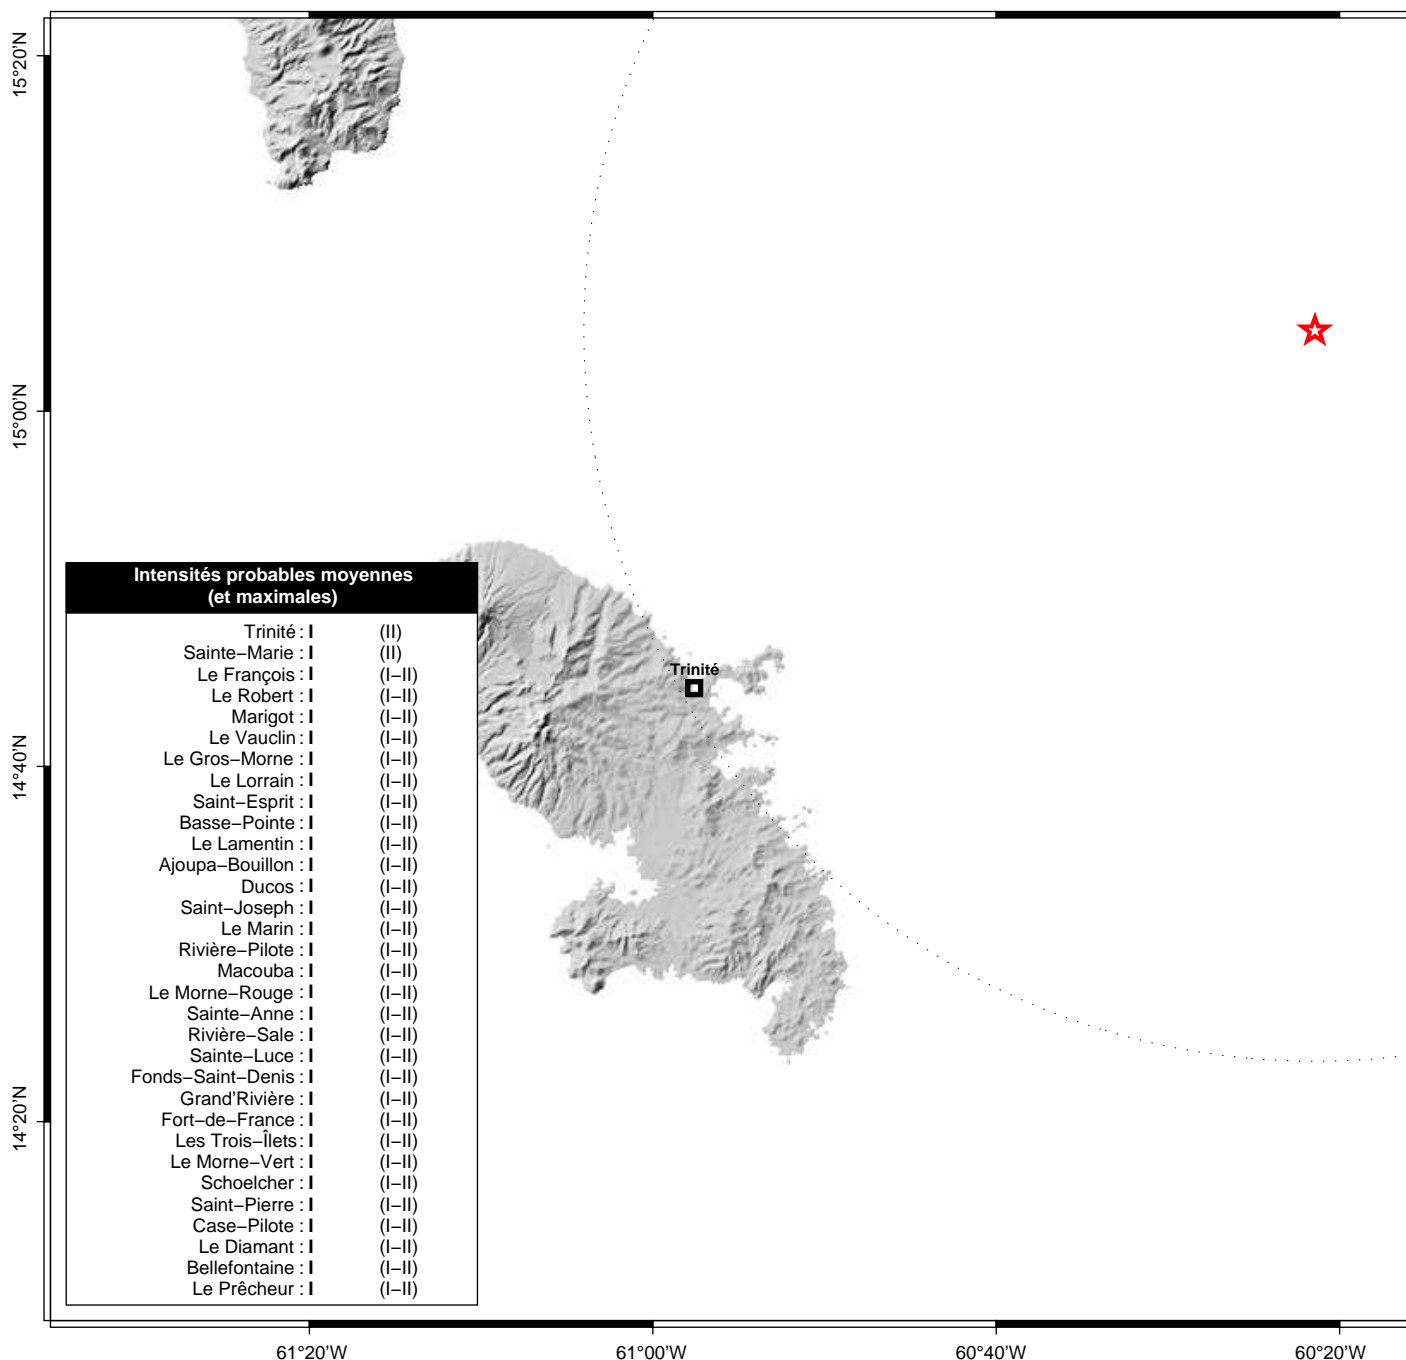 15°20'N
15°00'N
14°40'N
14°20'N
Trinité
Intensités probables moyennes
(et maximales)
Trinité : I (II)
Sainte−Marie : I (II)
Le François : I (I−II)
Le Robert : I (I−II)
Marigot : I (I−II)
Le Vauclin : I (I−II)
Le Gros−Morne : I (I−II)
Le Lorrain : I (I−II)
Saint−Esprit : I (I−II)
Basse−Pointe : I (I−II)
Le Lamentin : I (I−II)
Ajoupa−Bouillon : I (I−II)
Ducos : I (I−II)
Saint−Joseph : I (I−II)
Le Marin : I (I−II)
Rivière−Pilote : I (I−II)
Macouba : I (I−II)
Le Morne−Rouge : I (I−II)
Sainte−Anne : I (I−II)
Rivière−Sale : I (I−II)
Sainte−Luce : I (I−II)
Fonds−Saint−Denis : I (I−II)
Grand'Rivière : I (I−II)
Fort−de−France : I (I−II)
Les Trois−Îlets : I (I−II)
Le Morne−Vert : I (I−II)
Schoelcher : I (I−II)
Saint−Pierre : I (I−II)
Case−Pilote : I (I−II)
Le Diamant : I (I−II)
Bellefontaine : I (I−II)
Le Prêcheur : I (I−II)
61°20'W 61°00'W 60°40'W 60°20'W